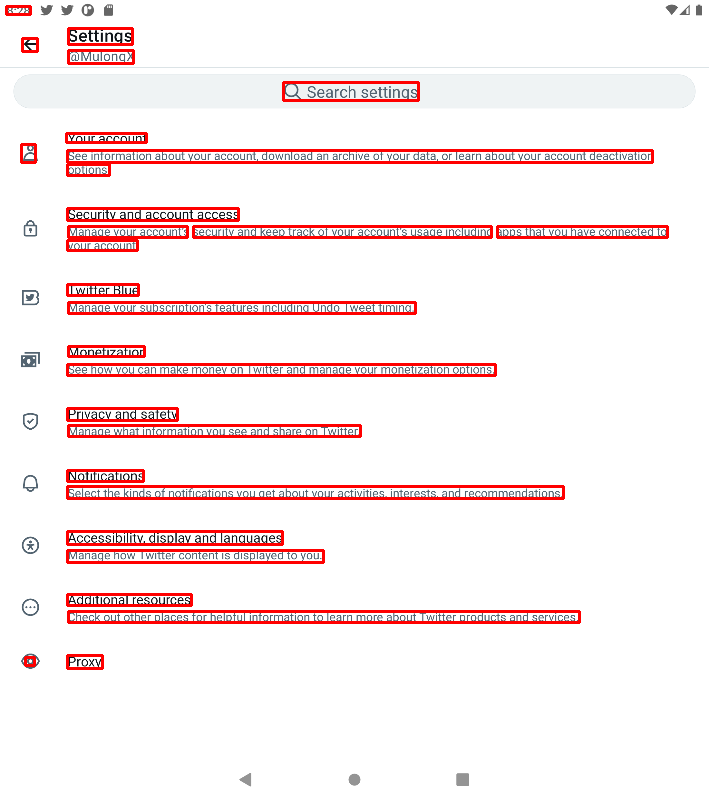 Settings
@MulongX
Search settings
Your account
See information about your account, download an archive of your data, or learn about your account deactivation
options.
Security and account access
Manage your account's security and keep track of your account's usage including apps that you have connected to
your account.
Twitter Blue
Manage your subscription's features including Undo Tweet timing.
Monetization
See how you can make money on Twitter and manage your monetization options.
Privacy and safety
Manage what information you see and share on Twitter.
Notifications
Select the kinds of notifications you get about your activities, interests, and recommendations.
Accessibility, display and languages
Manage how Twitter content is displayed to you.
Additional resources
Check out other places for helpful information to learn more about Twitter products and services.
Proxy